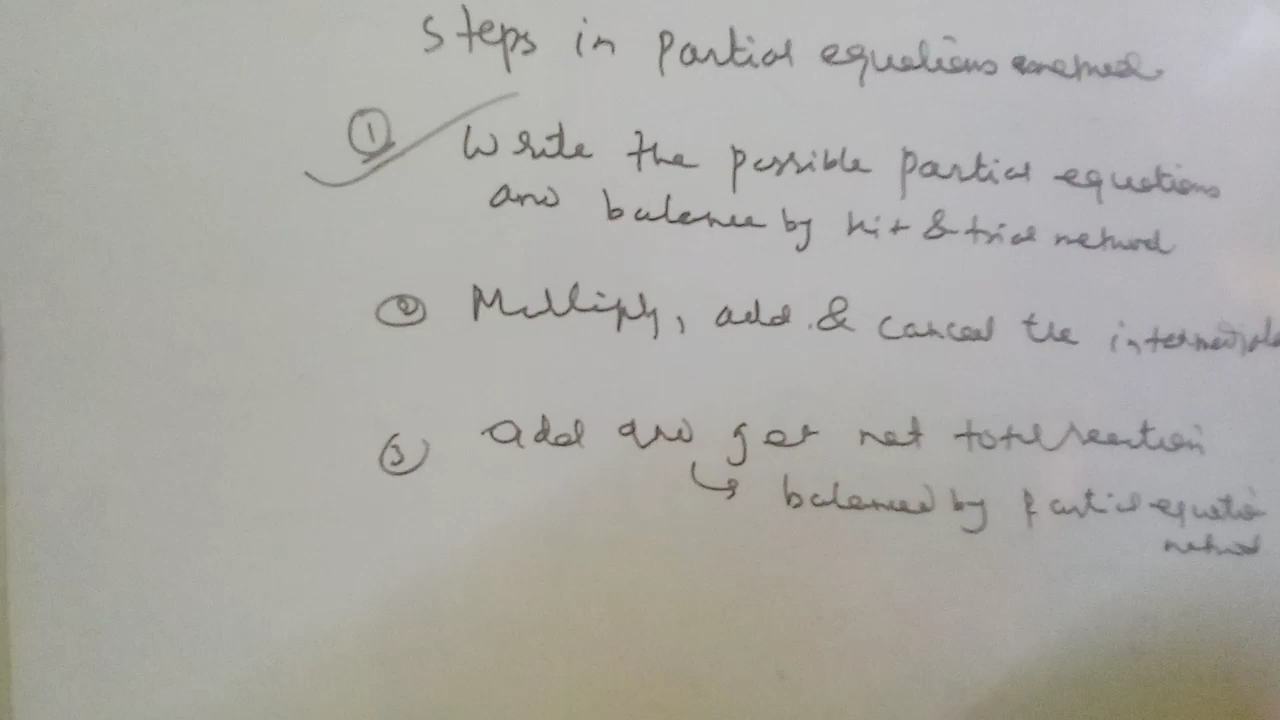 Steps in Partial equations method
① Write the possible partial equations
and balance by hit & trial method
② Multiply, add & cancel the intermediate
③ add and get net total reaction
↳ balanced by partial equation
method